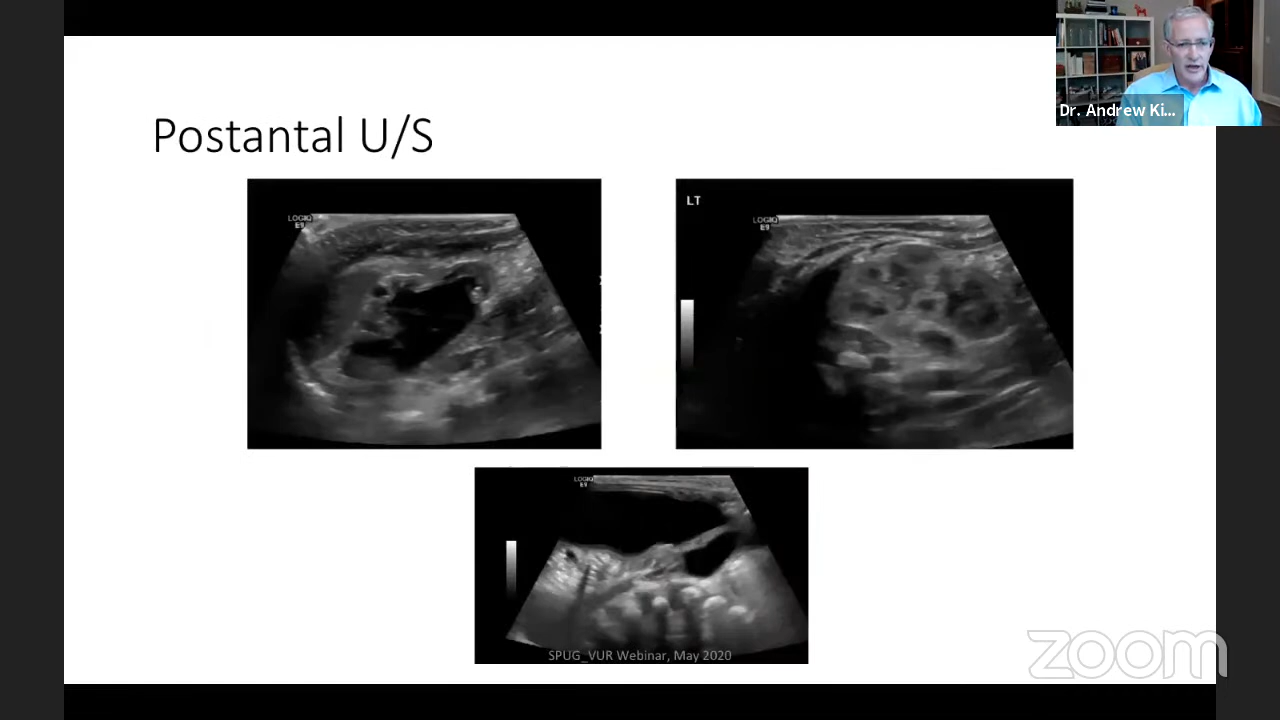 Postantal U/S
Dr. Andrew Ki...
LOGIQ
E9
LT
LOGIQ
E9
LOGIQ
E9
SPUG_VUR Webinar, May 2020
zoom